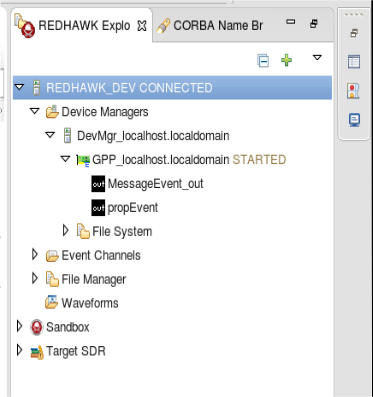 REDHAWK Explo CORBA Name Br
REDHAWK_DEV CONNECTED
Device Managers
DevMgr_localhost.localdomain
GPP_localhost.localdomain STARTED
out MessageEvent_out
out propEvent
File System
Event Channels
File Manager
Waveforms
Sandbox
Target SDR